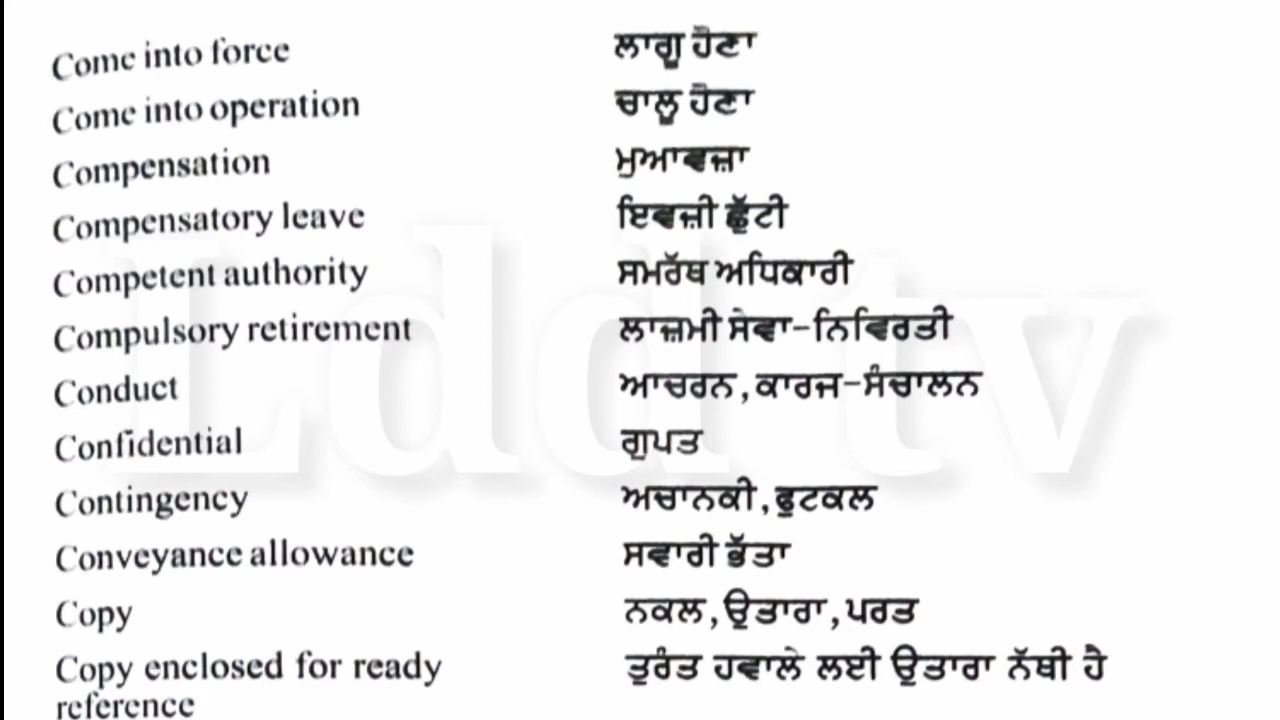 Come into force ਲਾਗੂ ਹੋਣਾ
Come into operation ਚਾਲੂ ਹੋਣਾ
Compensation ਮੁਆਵਜ਼ਾ
Compensatory leave ਇਵਜ਼ੀ ਛੁੱਟੀ
Competent authority ਸਮਰੱਥ ਅਧਿਕਾਰੀ
Compulsory retirement ਲਾਜ਼ਮੀ ਸੇਵਾ-ਨਿਵਿਰਤੀ
Conduct ਆਚਰਨ, ਕਾਰਜ-ਸੰਚਾਲਨ
Confidential ਗੁਪਤ
Contingency ਅਚਾਨਕੀ, ਫੁਟਕਲ
Conveyance allowance ਸਵਾਰੀ ਭੱਤਾ
Copy ਨਕਲ, ਉਤਾਰਾ, ਪਰਤ
Copy enclosed for ready ਤੁਰੰਤ ਹਵਾਲੇ ਲਈ ਉਤਾਰਾ ਨੱਥੀ ਹੈ
reference
Ldd tv